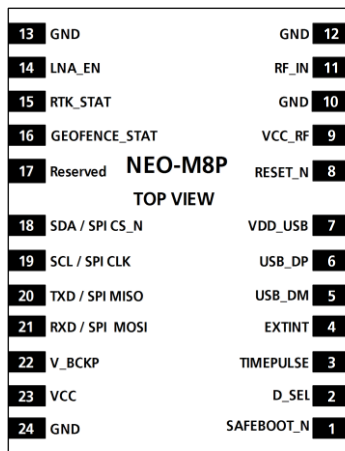 13 GND GND 12
14 LNA_EN RF_IN 11
15 RTK_STAT GND 10
16 GEOFENCE_STAT VCC_RF 9
17 Reserved NEO-M8P RESET_N 8
TOP VIEW
18 SDA / SPI CS_N VDD_USB 7
19 SCL / SPI CLK USB_DP 6
20 TXD / SPI MISO USB_DM 5
21 RXD / SPI MOSI EXTINT 4
22 V_BCKP TIMEPULSE 3
23 VCC D_SEL 2
24 GND SAFEBOOT_N 1